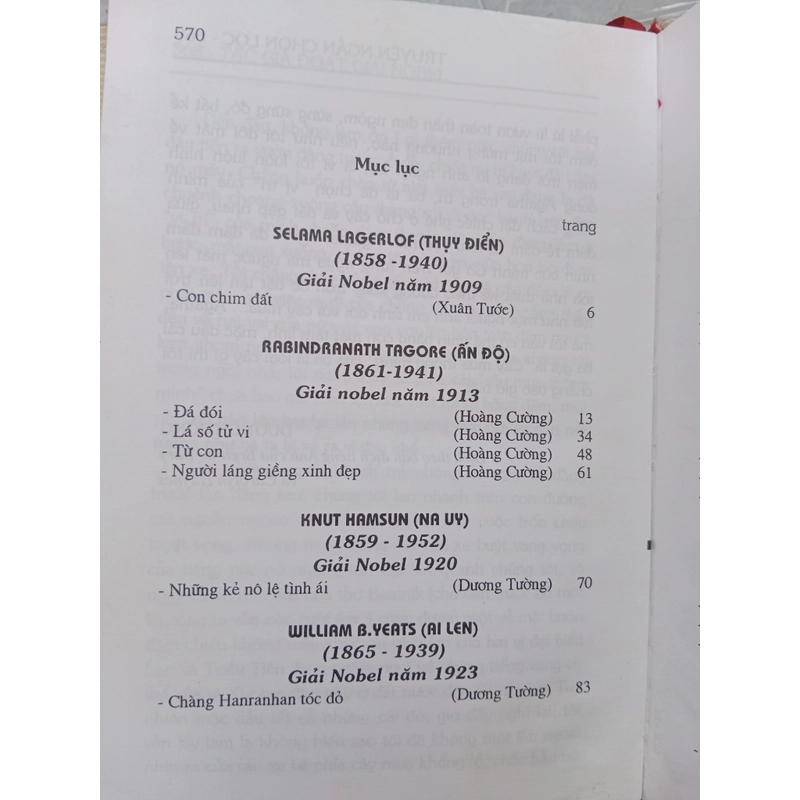 570
Mục lục
trang
SELAMA LAGERLOF (THỤY ĐIỂN)
(1858 -1940)
Giải Nobel năm 1909
- Con chim đất (Xuân Tước) 6
RABINDRANATH TAGORE (ẤN ĐỘ)
(1861-1941)
Giải nobel năm 1913
- Đá đói (Hoàng Cường) 13
- Lá số tử vi (Hoàng Cường) 34
- Từ con (Hoàng Cường) 48
- Người láng giềng xinh đẹp (Hoàng Cường) 61
KNUT HAMSUN (NA UY)
(1859 - 1952)
Giải Nobel 1920
- Những kẻ nô lệ tình ái (Dương Tường) 70
WILLIAM B.YEATS (AI LEN)
(1865 - 1939)
Giải Nobel năm 1923
- Chàng Hanranhan tóc đỏ (Dương Tường) 83